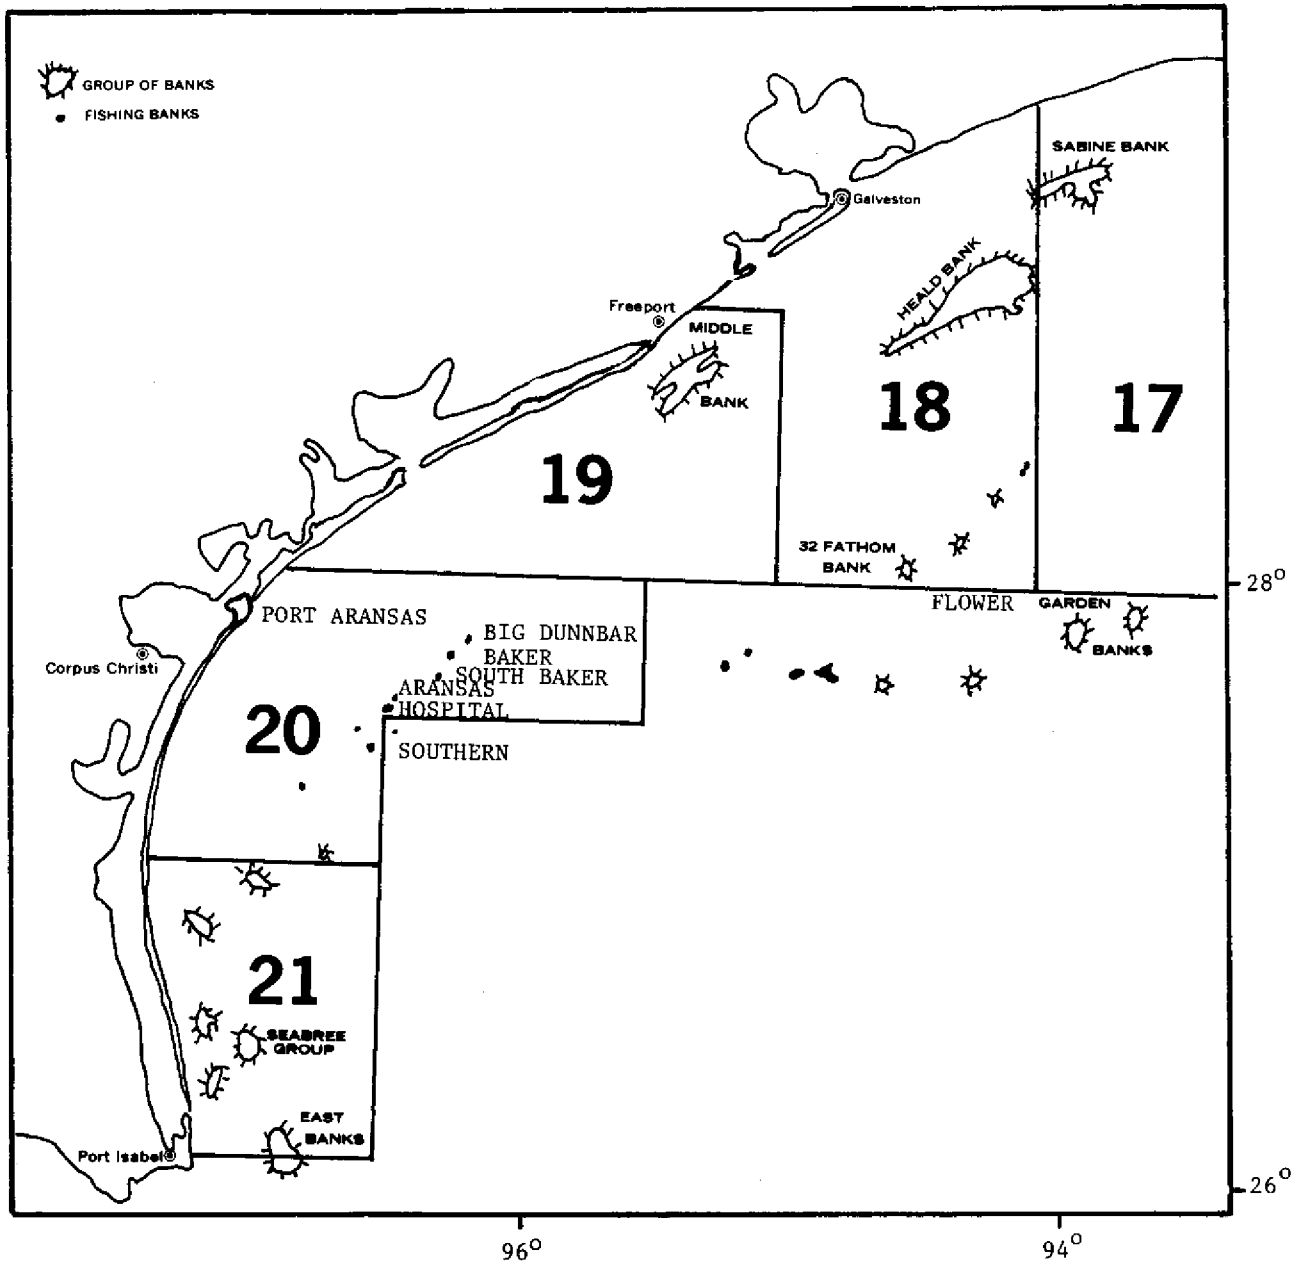 GROUP OF BANKS
FISHING BANKS
SABINE BANK
Galveston
HEALD BANK
Freeport
MIDDLE
BANK
18
17
19
32 FATHOM
BANK
28°
FLOWER GARDEN
BANKS
PORT ARANSAS
BIG DUNNBAR
BAKER
Corpus Christi
SOUTH BAKER
ARANSAS
HOSPITAL
20
SOUTHERN
21
SEABREE
GROUP
EAST
BANKS
Port Isabel
26°
96°
94°